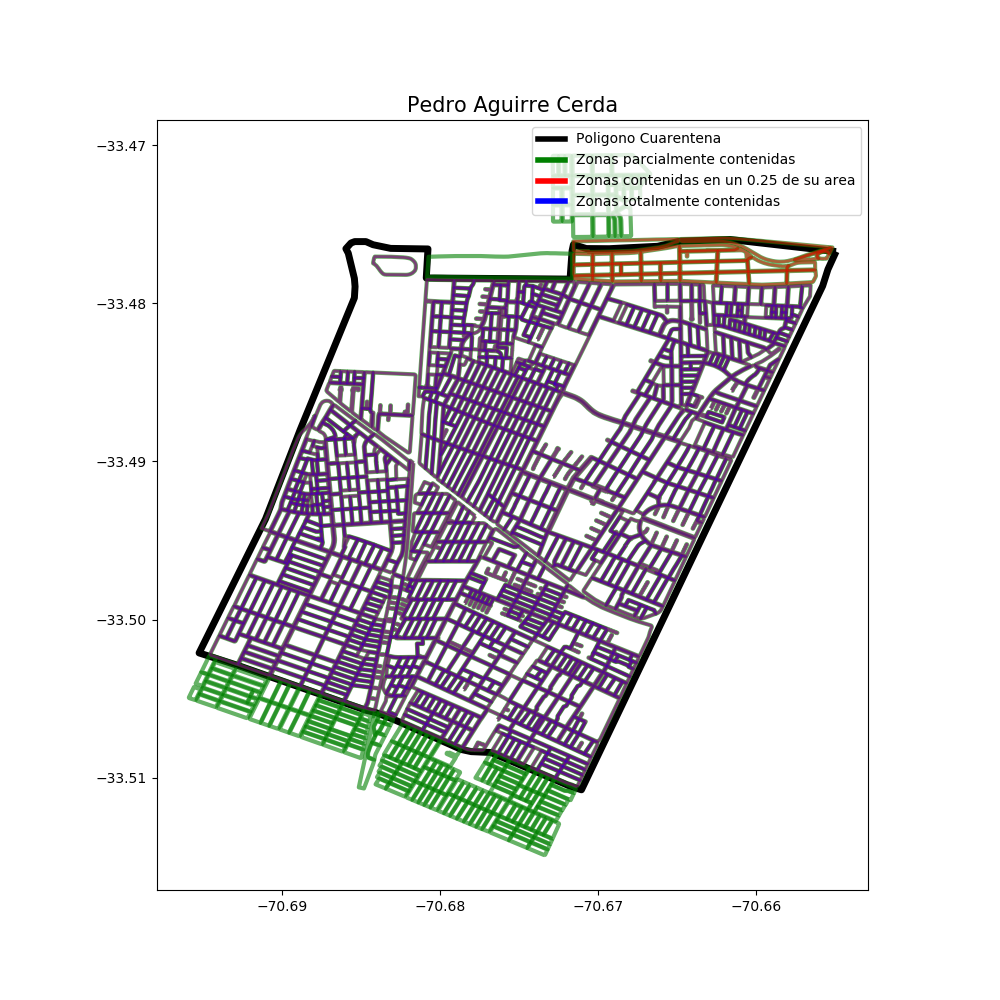 Pedro Aguirre Cerda
Poligono Cuarentena
Zonas parcialmente contenidas
Zonas contenidas en un 0.25 de su area
Zonas totalmente contenidas
−33.47
−33.48
−33.49
−33.50
−33.51
−70.69 −70.68 −70.67 −70.66